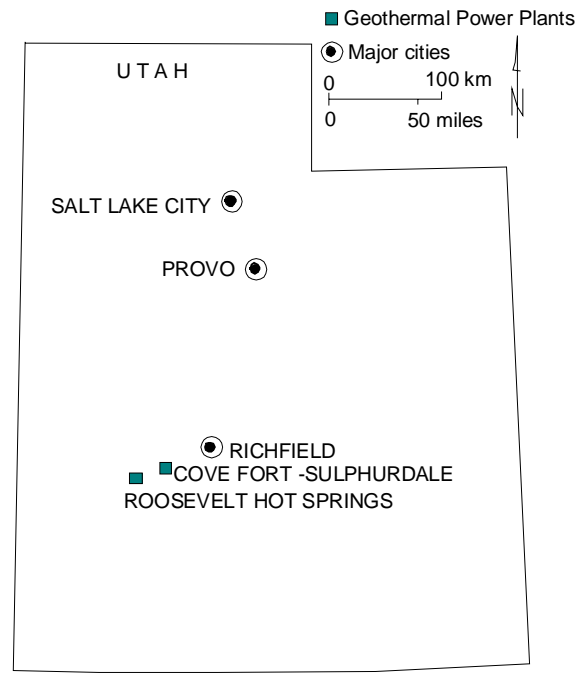 Geothermal Power Plants
Major cities
0 100 km
0 50 miles
N
UTAH
SALT LAKE CITY
PROVO
RICHFIELD
COVE FORT -SULPHURDALE
ROOSEVELT HOT SPRINGS